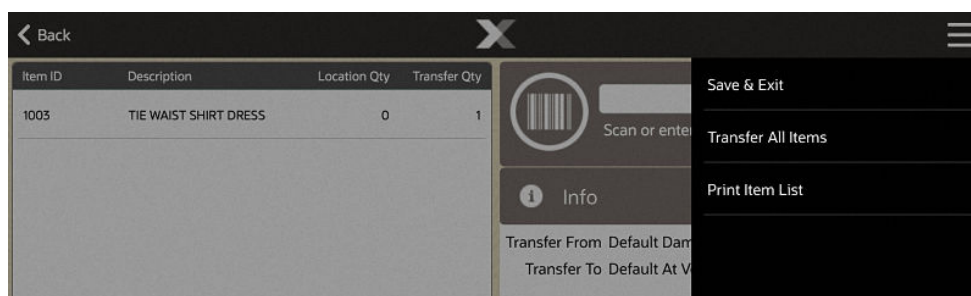 Back
Item ID Description Location Qty Transfer Qty
1003 TIE WAIST SHIRT DRESS 0 1
Scan or enter
Info
Transfer From Default
Transfer To Default At
Save & Exit
Transfer All Items
Print Item List